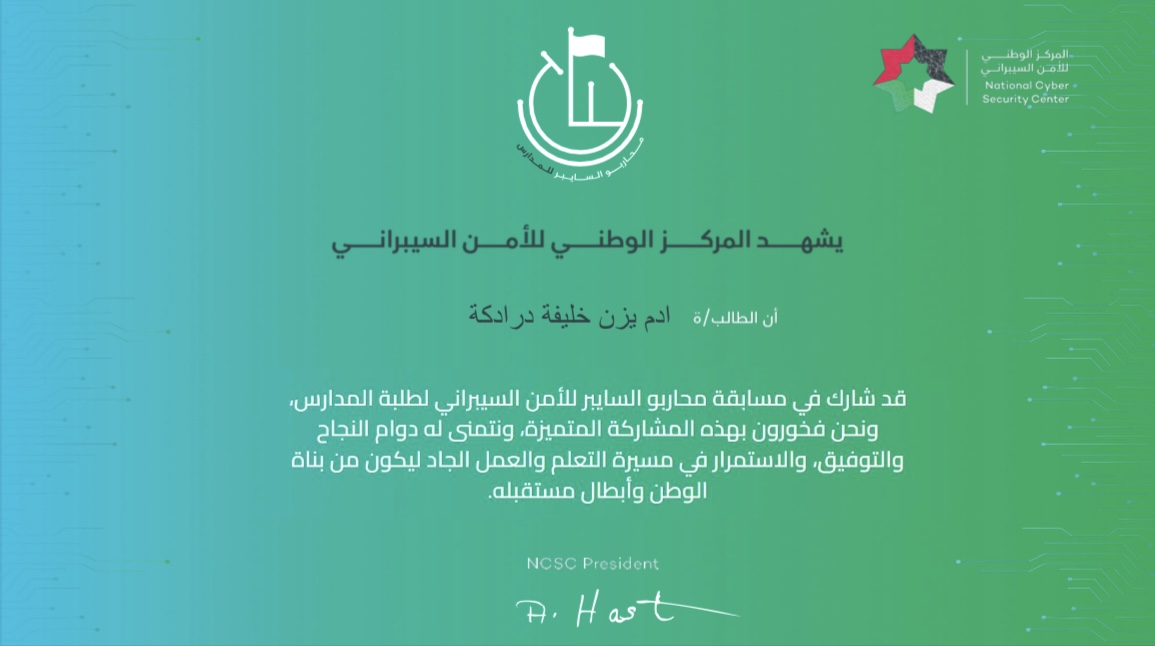 محاربو السايبر للمدارس
المركز الوطني
للأمن السيبراني
National Cyber
Security Center
يشهد المركز الوطني للأمن السيبراني
أن الطالب/ة ادم يزن خليفة درادكة
قد شارك في مسابقة محاربو السايبر للأمن السيبراني لطلبة المدارس،
ونحن فخورون بهذه المشاركة المتميزة، ونتمنى له دوام النجاح
والتوفيق، والاستمرار في مسيرة التعلم والعمل الجاد ليكون من بناة
الوطن وأبطال مستقبله.
NCSC President
A. Hast